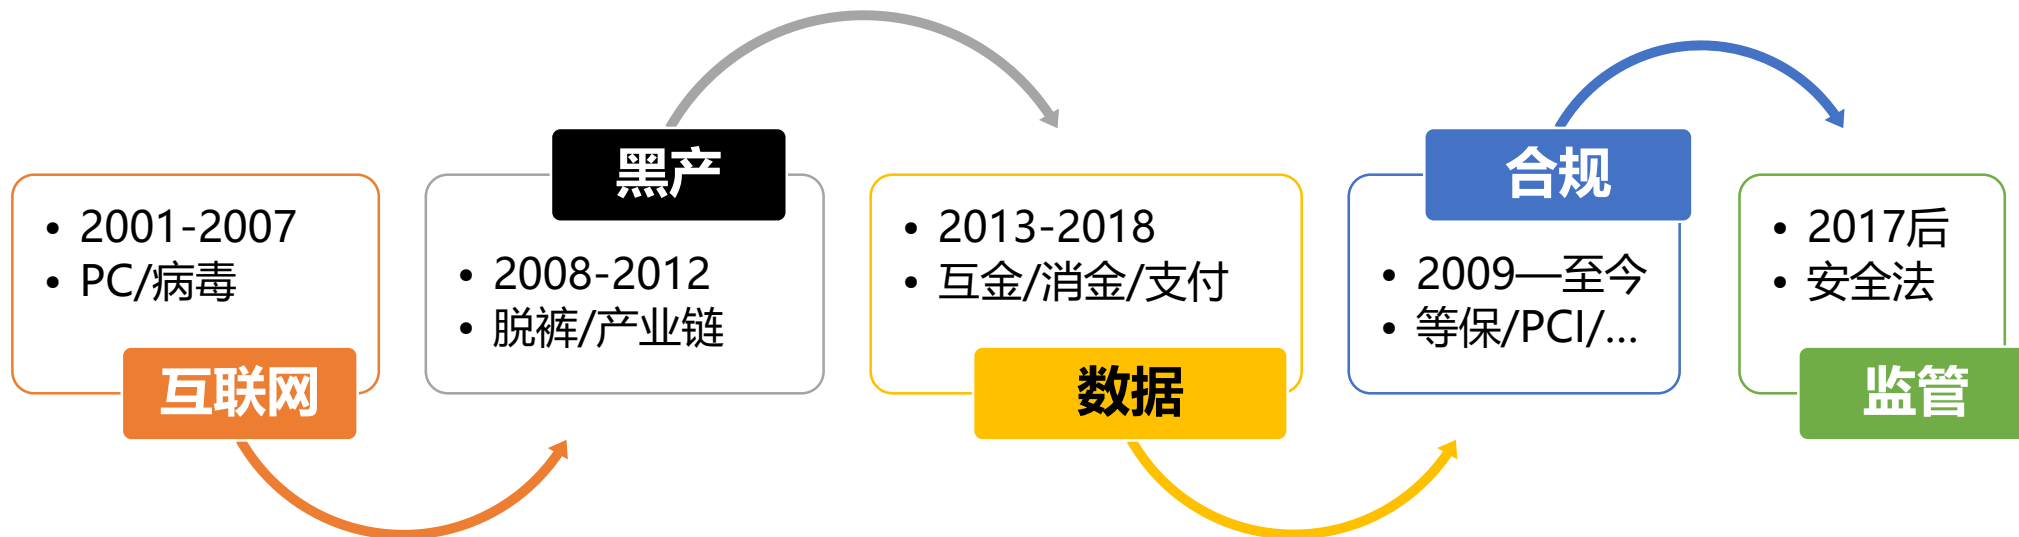 互联网
• 2001-2007
• PC/病毒
黑产
• 2008-2012
• 脱裤/产业链
数据
• 2013-2018
• 互金/消金/支付
合规
• 2009—至今
• 等保/PCI/...
监管
• 2017后
• 安全法